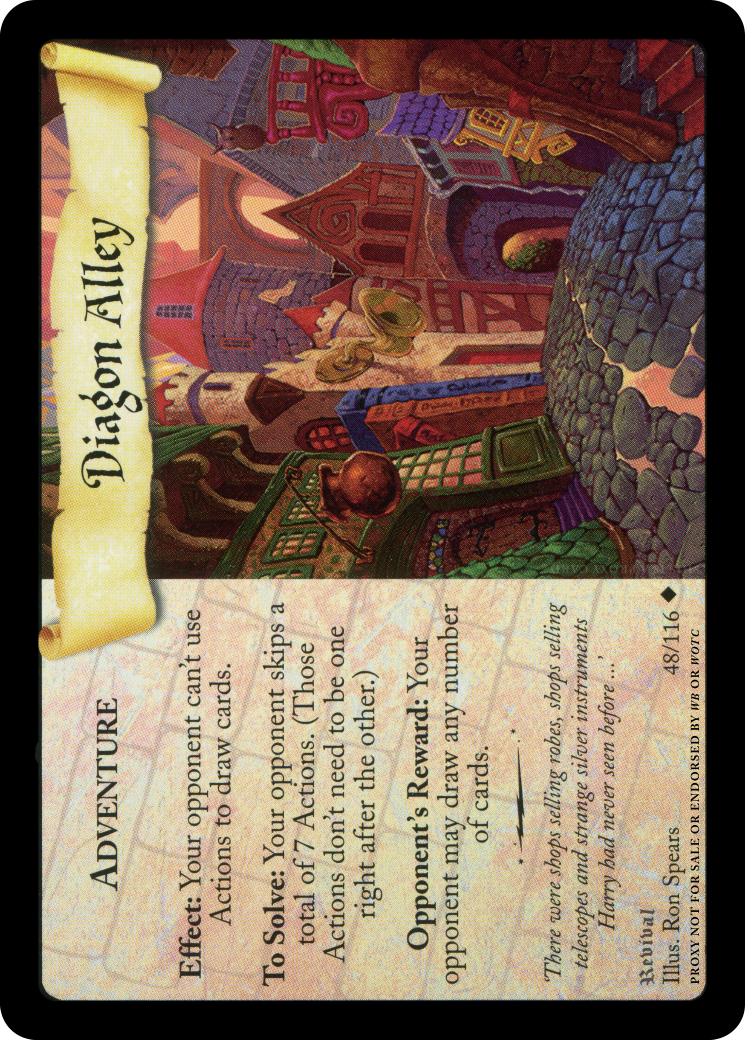 Diagon Alley
ADVENTURE
Effect: Your opponent can't use
Actions to draw cards.
To Solve: Your opponent skips a
total of 7 Actions. (Those
Actions don't need to be one
right after the other.)
Opponent's Reward: Your
opponent may draw any number
of cards.
'There were shops selling robes, shops selling
telescopes and strange silver instruments
Harry had never seen before ...'
Revival
Illus. Ron Spears
48/116
PROXY NOT FOR SALE OR ENDORSED BY WB OR WOTC